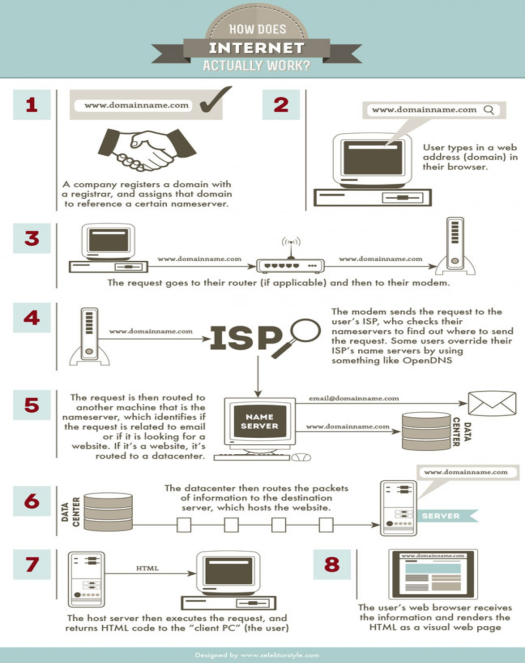 HOW DOES
INTERNET
ACTUALLY WORK?
1
www.domainname.com
A company registers a domain with
a registrar, and assigns that domain
to reference a certain nameserver.
2
www.domainname.com
User types in a web
address (domain) in
their browser.
3
www.domainname.com
www.domainname.com
The request goes to their router (if applicable) and then to their modem.
4
www.domainname.com
ISP
The modem sends the request to the
user's ISP, who checks their
nameservers to find out where to send
the request. Some users override their
ISP's name servers by using
something like OpenDNS
5
The request is then routed to
another machine that is the
nameserver, which identifies if
the request is related to email
or if it is looking for a
website. If it's a website, it's
routed to a datacenter.
NAME
SERVER
email@domainname.com
www.domainname.com
DATA
CENTER
6
DATA
CENTER
The datacenter then routes the packets
of information to the destination
server, which hosts the website.
www.domainname.com
SERVER
7
HTML
The host server then executes the request, and
returns HTML code to the "client PC" (the user)
8
www.domainname.com
The user's web browser receives
the information and renders the
HTML as a visual web page
Designed by www.selektorstyle.com